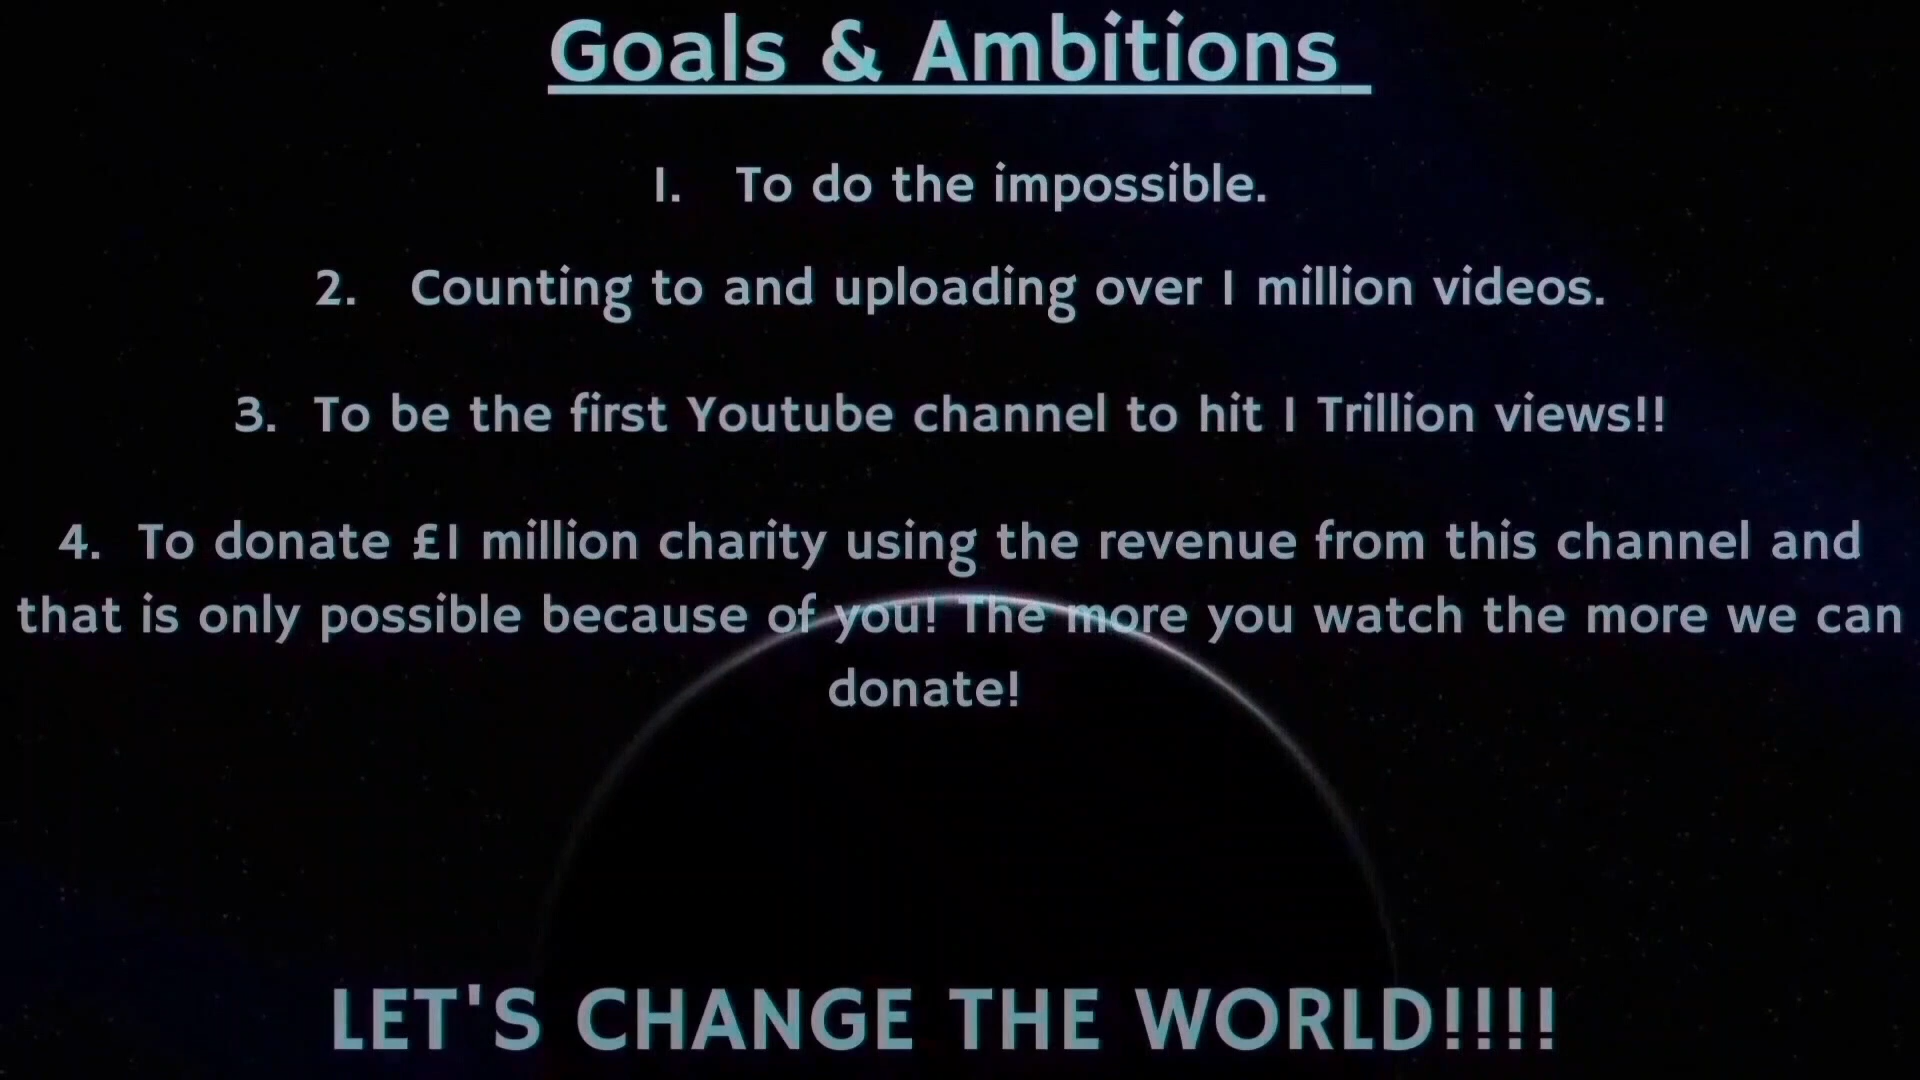 Goals & Ambitions
1. To do the impossible.
2. Counting to and uploading over 1 million videos.
3. To be the first Youtube channel to hit 1 Trillion views!!
4. To donate £1 million charity using the revenue from this channel and
that is only possible because of you! The more you watch the more we can
donate!
LET'S CHANGE THE WORLD!!!!